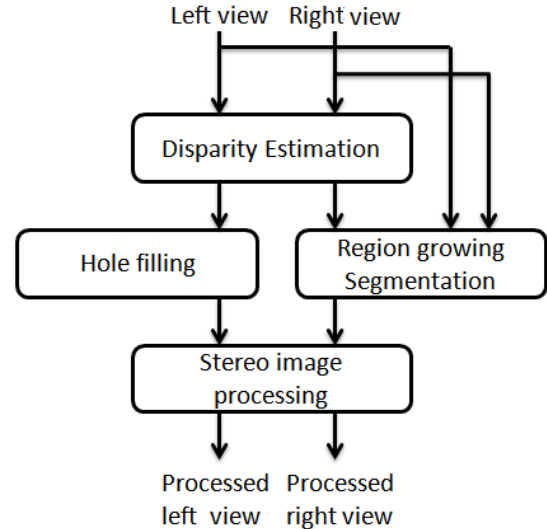 Left view Right view
Disparity Estimation
Hole filling
Region growing
Segmentation
Stereo image
processing
Processed
left view
Processed
right view